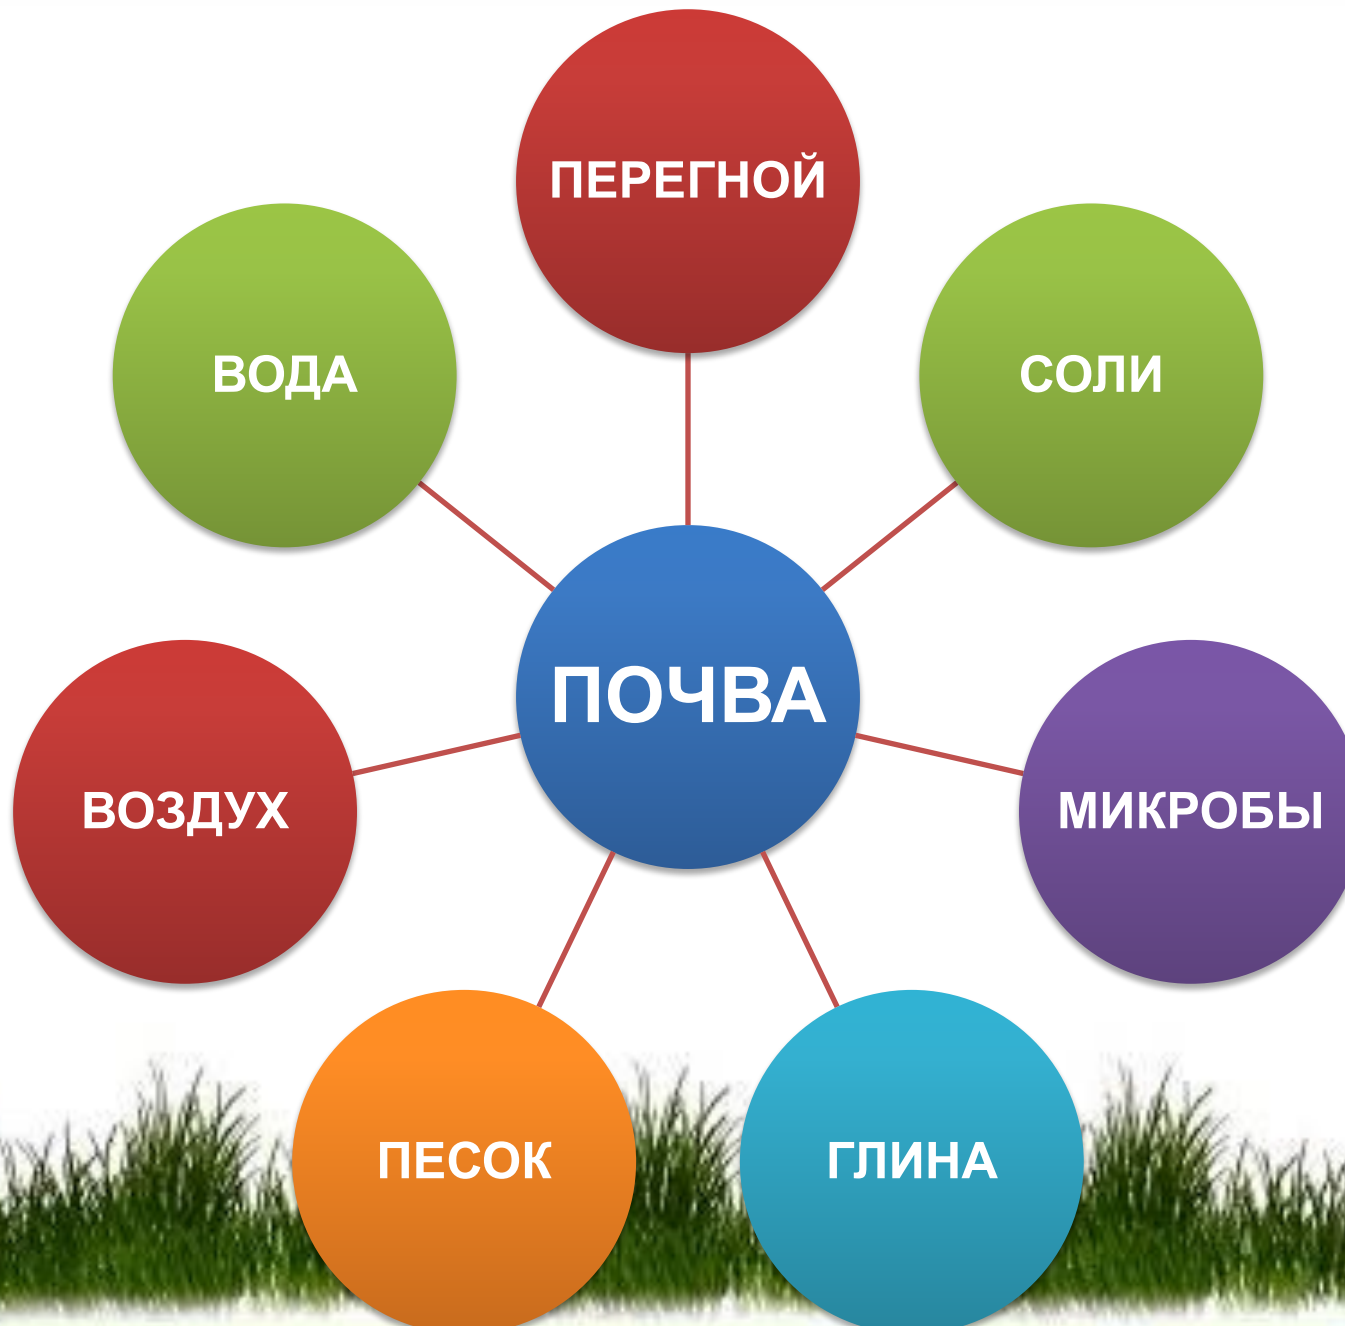 ПЕРЕГНОЙ
ВОДА
СОЛИ
ПОЧВА
ВОЗДУХ
МИКРОБЫ
ПЕСОК
ГЛИНА